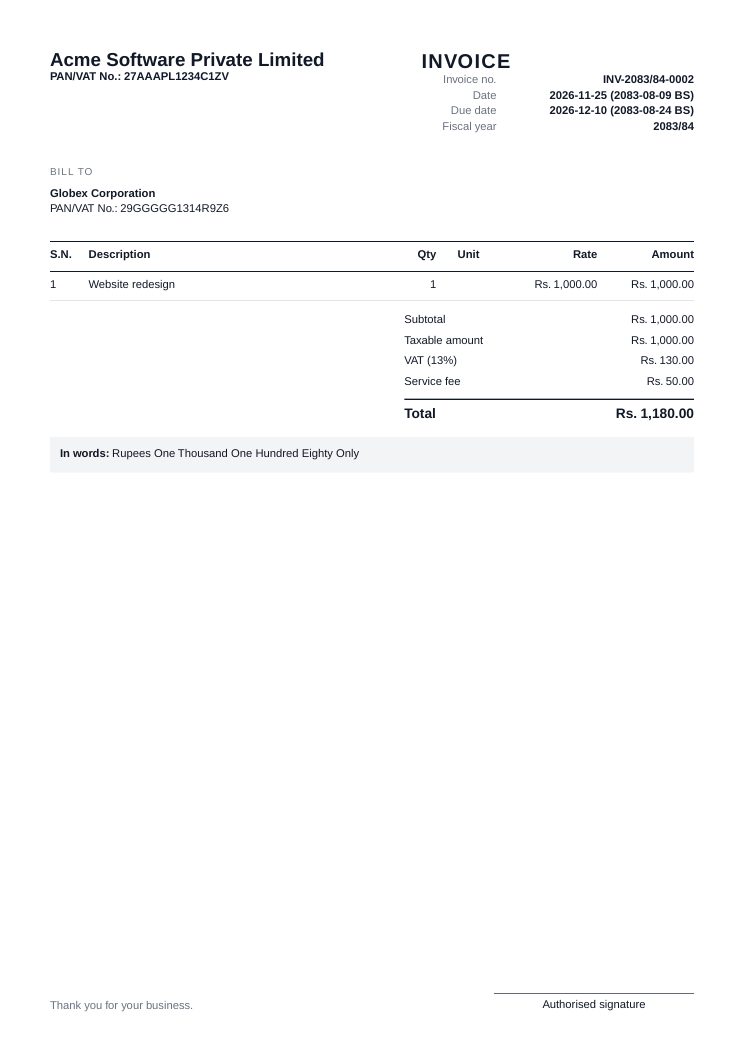 Acme Software Private Limited
PAN/VAT No.: 27AAAPL1234C1ZV
INVOICE
Invoice no. INV-2083/84-0002
Date 2026-11-25 (2083-08-09 BS)
Due date 2026-12-10 (2083-08-24 BS)
Fiscal year 2083/84
BILL TO
Globex Corporation
PAN/VAT No.: 29GGGGG1314R9Z6
S.N. Description Qty Unit Rate Amount
1 Website redesign 1 Rs. 1,000.00 Rs. 1,000.00
Subtotal Rs. 1,000.00
Taxable amount Rs. 1,000.00
VAT (13%) Rs. 130.00
Service fee Rs. 50.00
Total Rs. 1,180.00
In words: Rupees One Thousand One Hundred Eighty Only
Thank you for your business.
Authorised signature